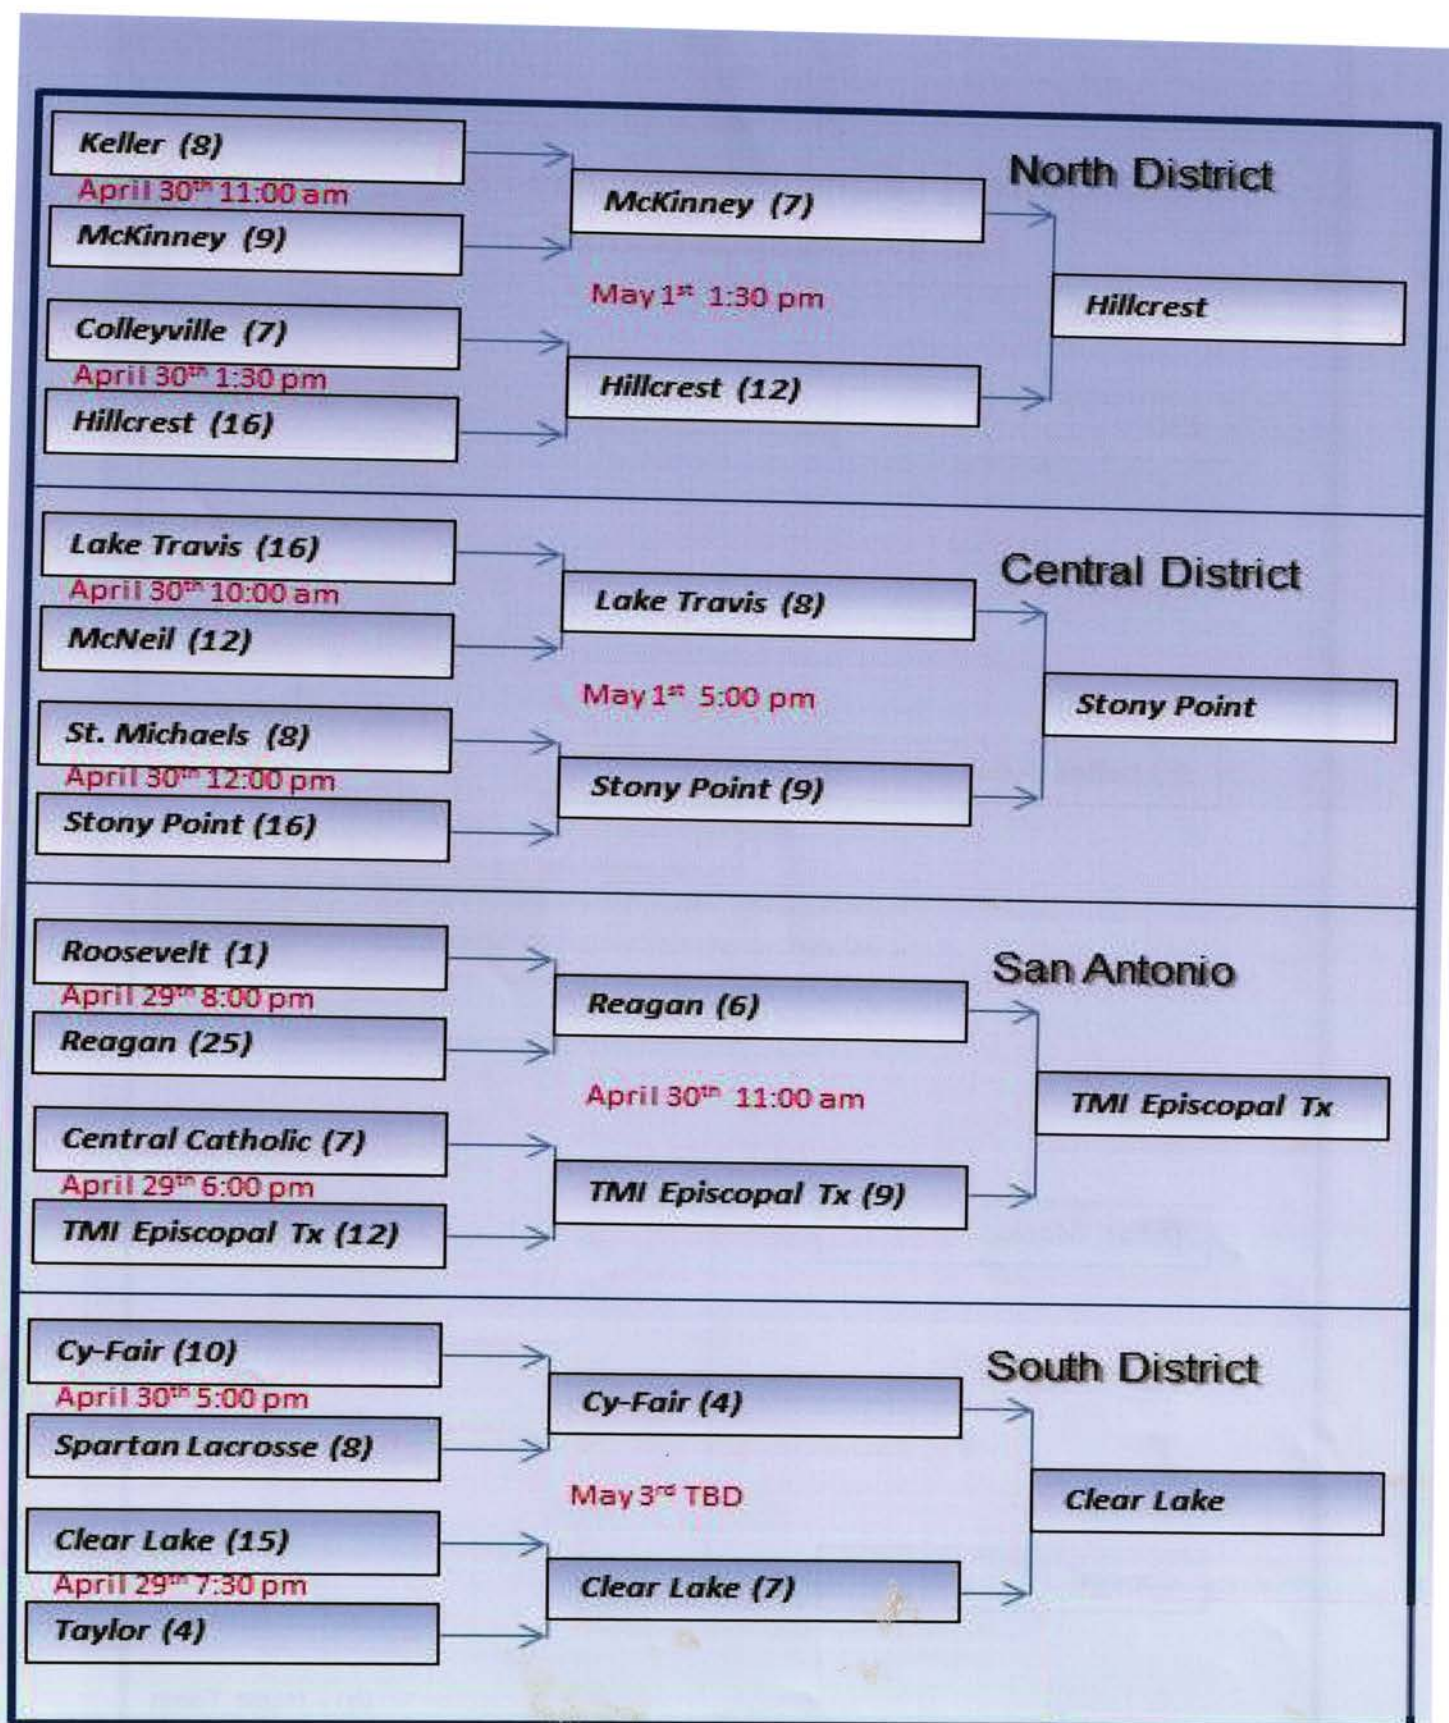 Keller (8)
April 30th 11:00 am
McKinney (9)
McKinney (7)
North District
May 1st 1:30 pm
Hillcrest
Colleyville (7)
April 30th 1:30 pm
Hillcrest (16)
Hillcrest (12)
Lake Travis (16)
April 30th 10:00 am
McNeil (12)
Lake Travis (8)
Central District
May 1st 5:00 pm
Stony Point
St. Michaels (8)
April 30th 12:00 pm
Stony Point (16)
Stony Point (9)
Roosevelt (1)
April 29th 8:00 pm
Reagan (25)
Reagan (6)
San Antonio
April 30th 11:00 am
TMI Episcopal Tx
Central Catholic (7)
April 29th 6:00 pm
TMI Episcopal Tx (12)
TMI Episcopal Tx (9)
Cy-Fair (10)
April 30th 5:00 pm
Spartan Lacrosse (8)
Cy-Fair (4)
South District
May 3rd TBD
Clear Lake
Clear Lake (15)
April 29th 7:30 pm
Taylor (4)
Clear Lake (7)